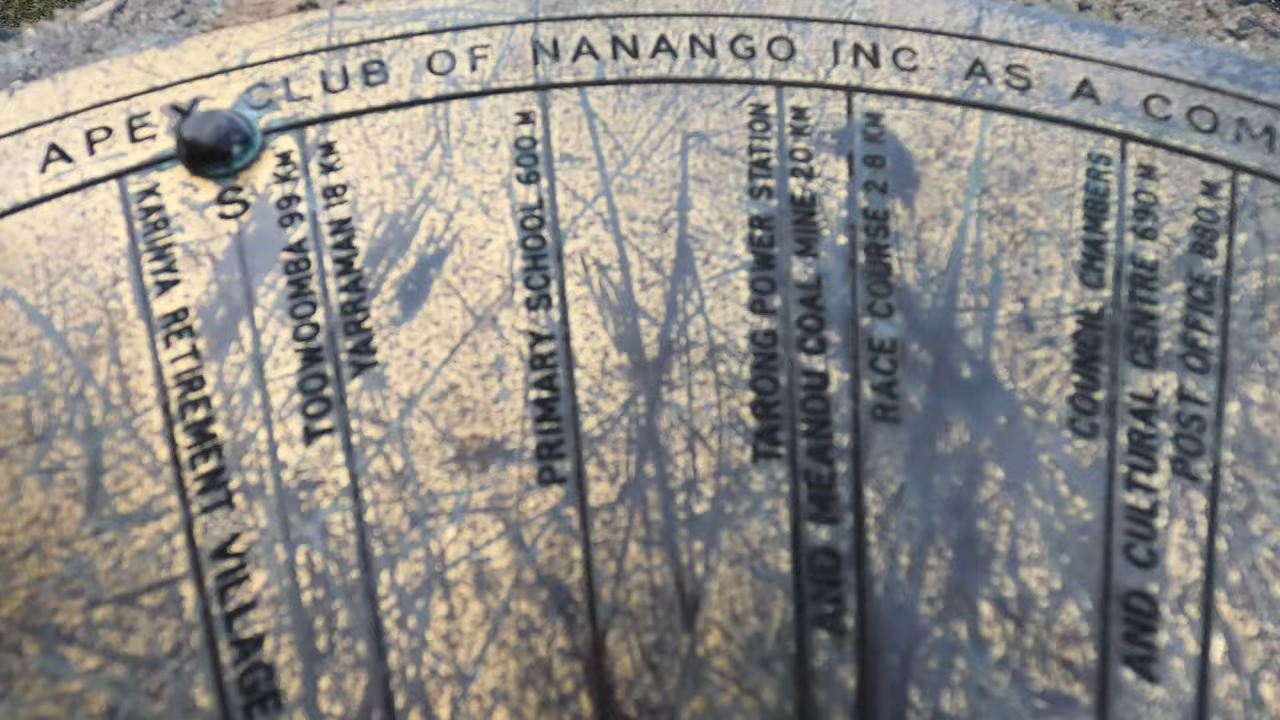 APEX CLUB OF NANANGO INC. AS A COM
KARINYA RETIREMENT VILLAGE
S
TOOWOOMBA 99 KM
YARRAMAN 18 KM
PRIMARY SCHOOL 600 M
TARONG POWER STATION
AND MEANDU COAL MINE 20 KM
RACE COURSE 2 8 KM
COUNCIL CHAMBERS
AND CULTURAL CENTRE 690 M
POST OFFICE 880 M